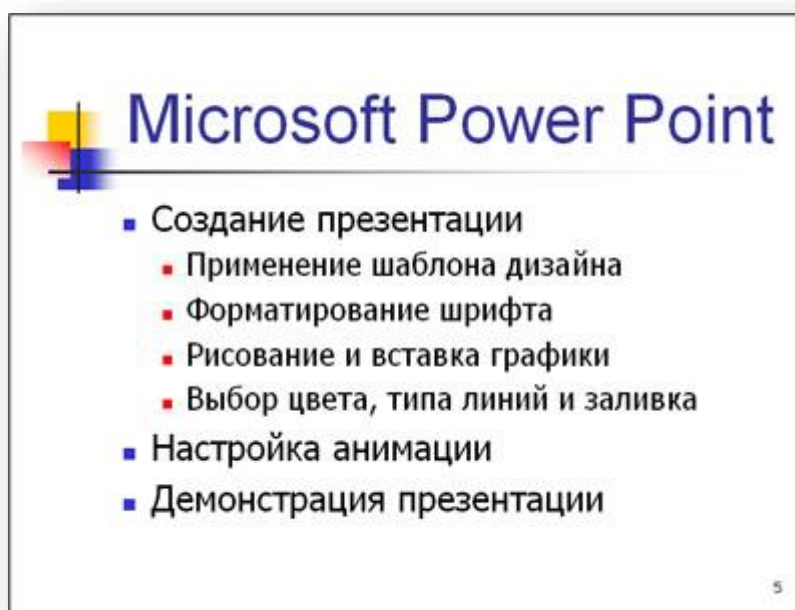 Microsoft Power Point
Создание презентации
Применение шаблона дизайна
Форматирование шрифта
Рисование и вставка графики
Выбор цвета, типа линий и заливка
Настройка анимации
Демонстрация презентации
5